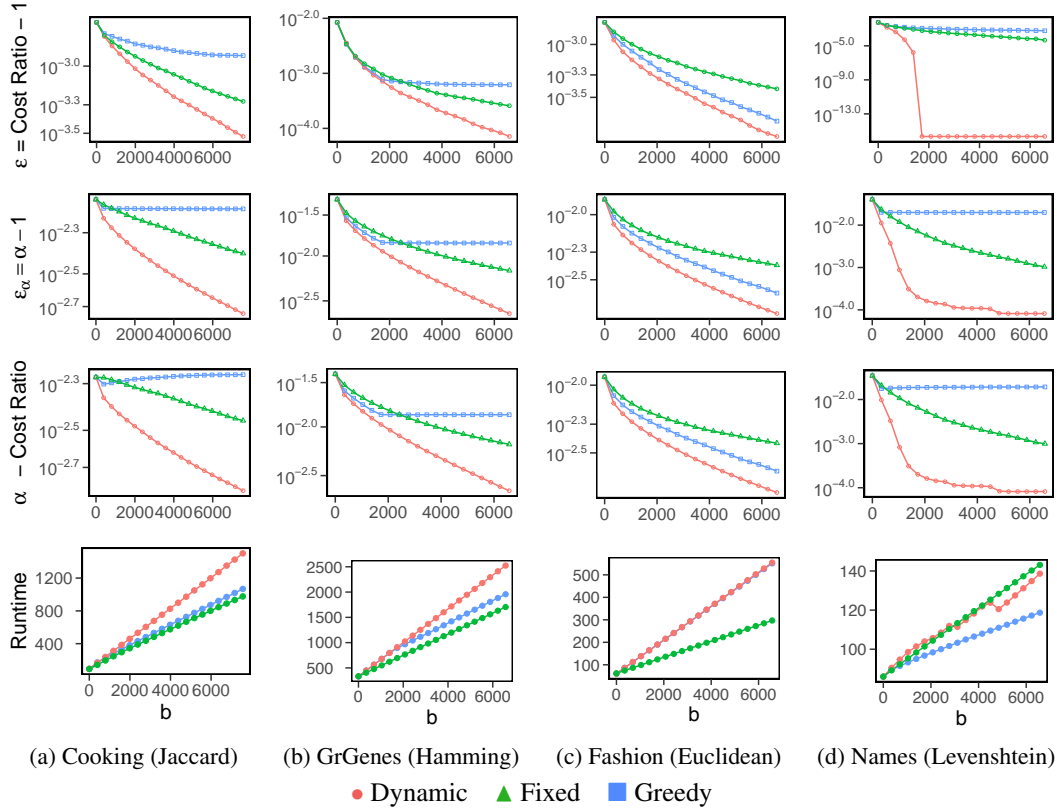 ε = Cost Ratio − 1
10^−3.0
10^−3.3
10^−3.5
0 2000 4000 6000
10^−2.0
10^−3.0
10^−4.0
0 2000 4000 6000
10^−3.0
10^−3.3
10^−3.5
0 2000 4000 6000
10^−5.0
10^−9.0
10^−13.0
0 2000 4000 6000
ε_α = α − 1
10^−2.3
10^−2.5
10^−2.7
0 2000 4000 6000
10^−1.5
10^−2.0
10^−2.5
0 2000 4000 6000
10^−2.0
10^−2.3
10^−2.5
0 2000 4000 6000
10^−2.0
10^−3.0
10^−4.0
0 2000 4000 6000
α − Cost Ratio
10^−2.3
10^−2.5
10^−2.7
0 2000 4000 6000
10^−1.4
10^−2.0
10^−2.5
0 2000 4000 6000
10^−2.0
10^−2.3
10^−2.5
0 2000 4000 6000
10^−2.0
10^−3.0
10^−4.0
0 2000 4000 6000
Runtime
1200
800
400
0 2000 4000 6000
b
2500
2000
1500
1000
500
0 2000 4000 6000
b
500
400
300
200
100
0 2000 4000 6000
b
140
120
100
0 2000 4000 6000
b
(a) Cooking (Jaccard) (b) GrGenes (Hamming) (c) Fashion (Euclidean) (d) Names (Levenshtein)
Dynamic Fixed Greedy